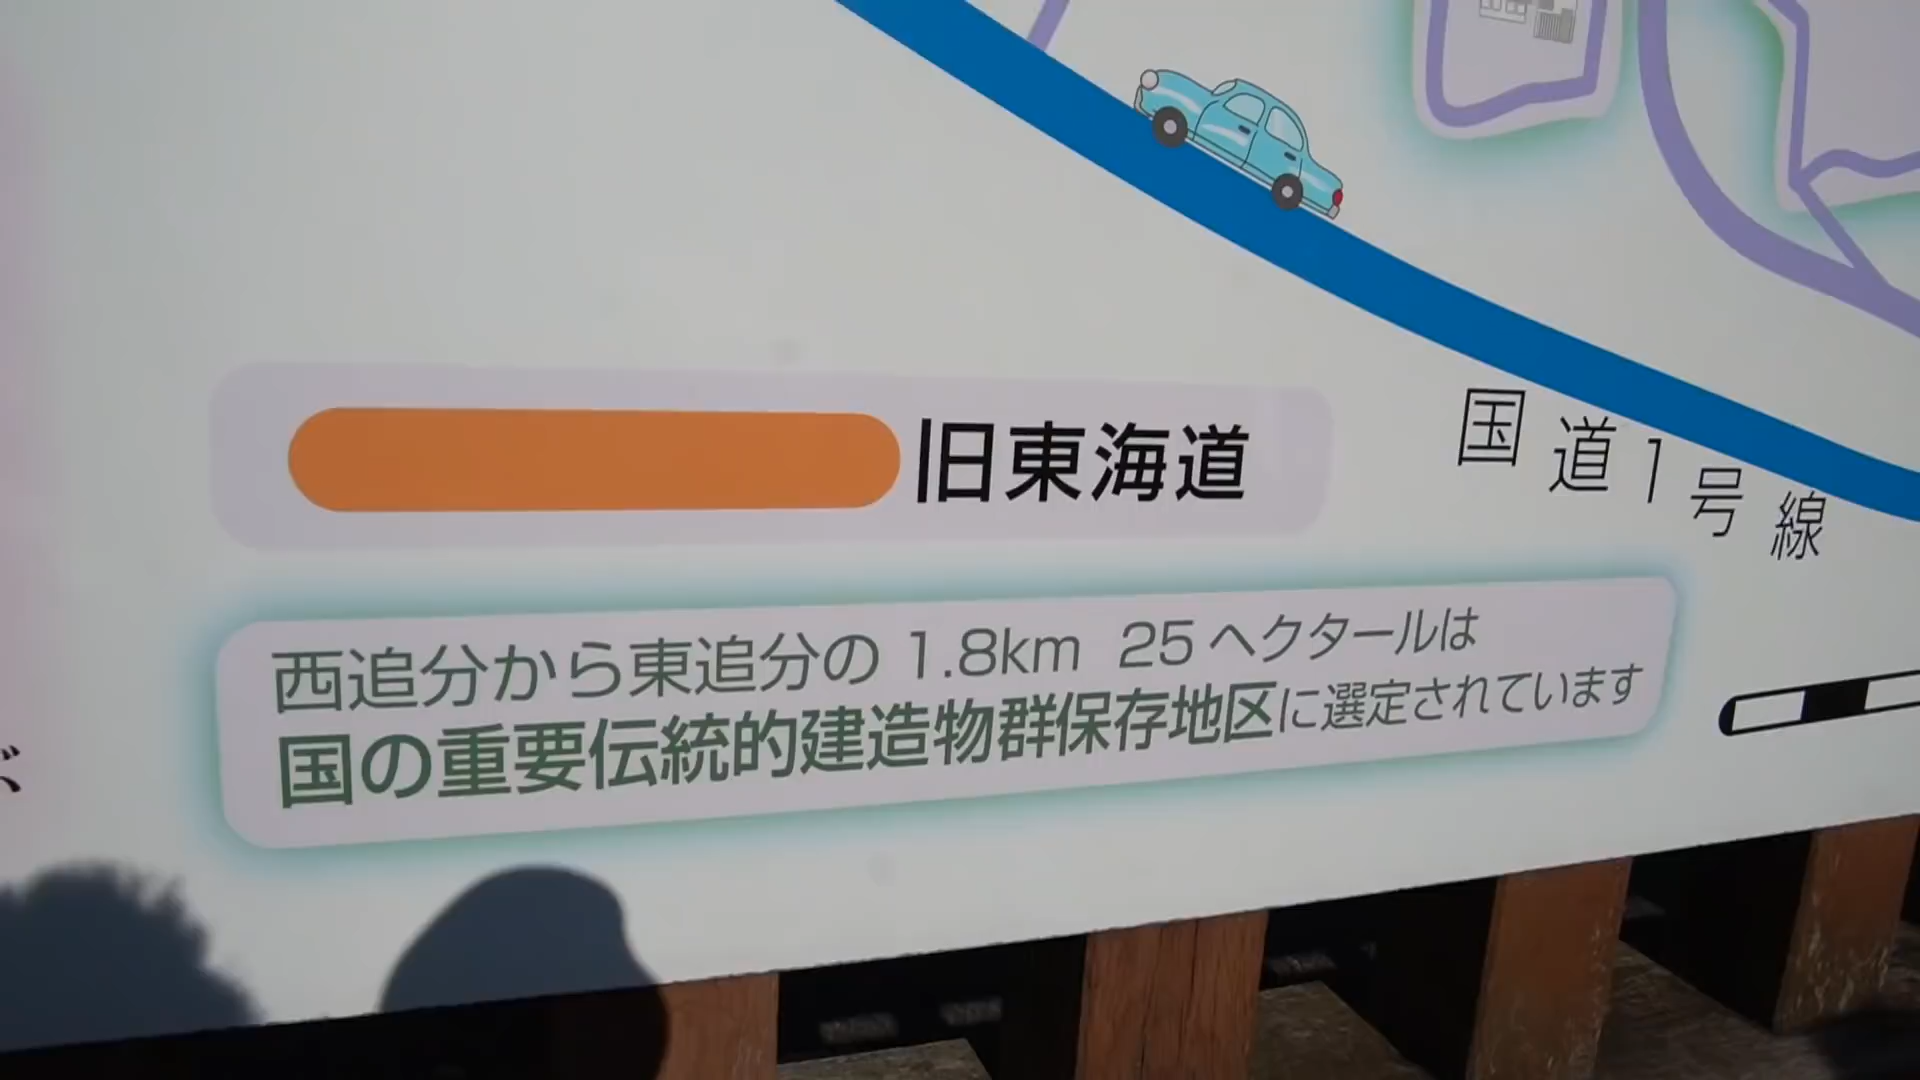 旧東海道
国道1号線
西追分から東追分の 1.8km 25ヘクタールは
国の重要伝統的建造物群保存地区に選定されています